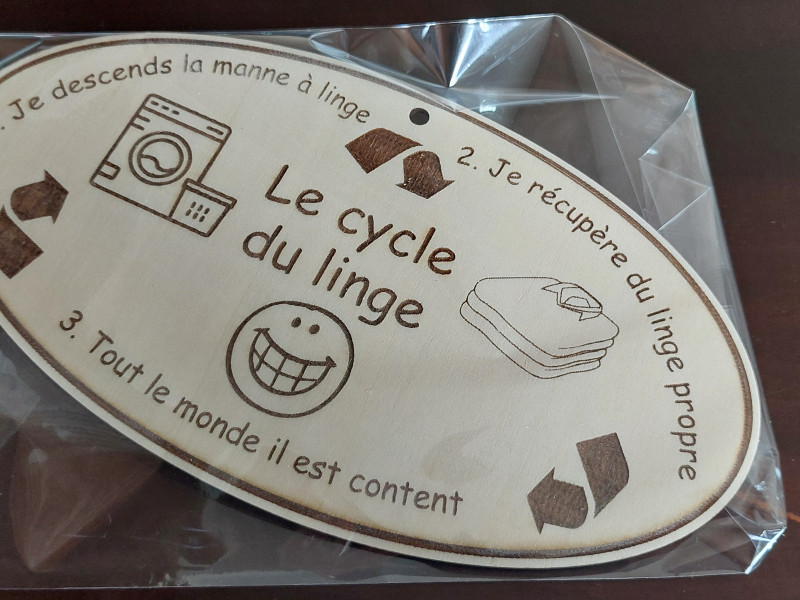 . Je descends la manne à linge
2. Je récupère du linge propre
Le cycle
du linge
3. Tout le monde il est content